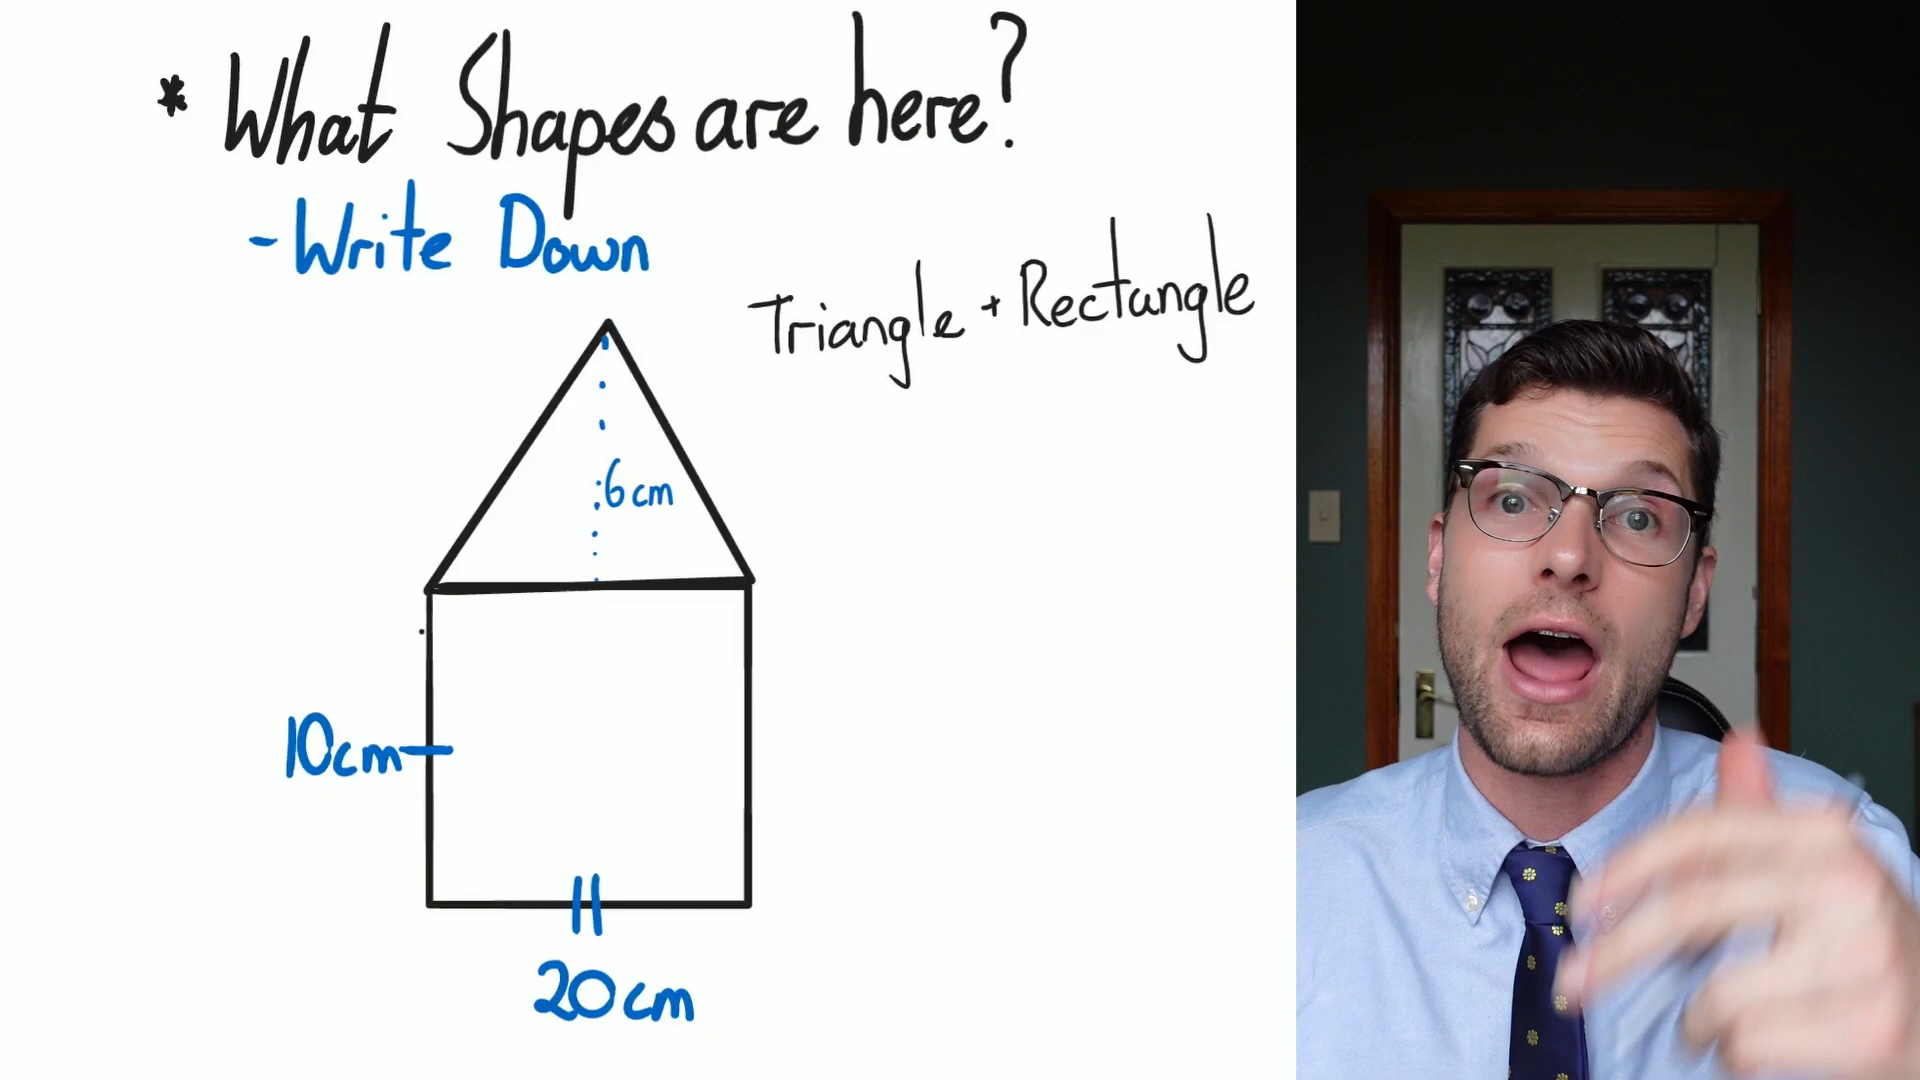 * What Shapes are here?
- Write Down
Triangle + Rectangle
6cm
10cm
20cm